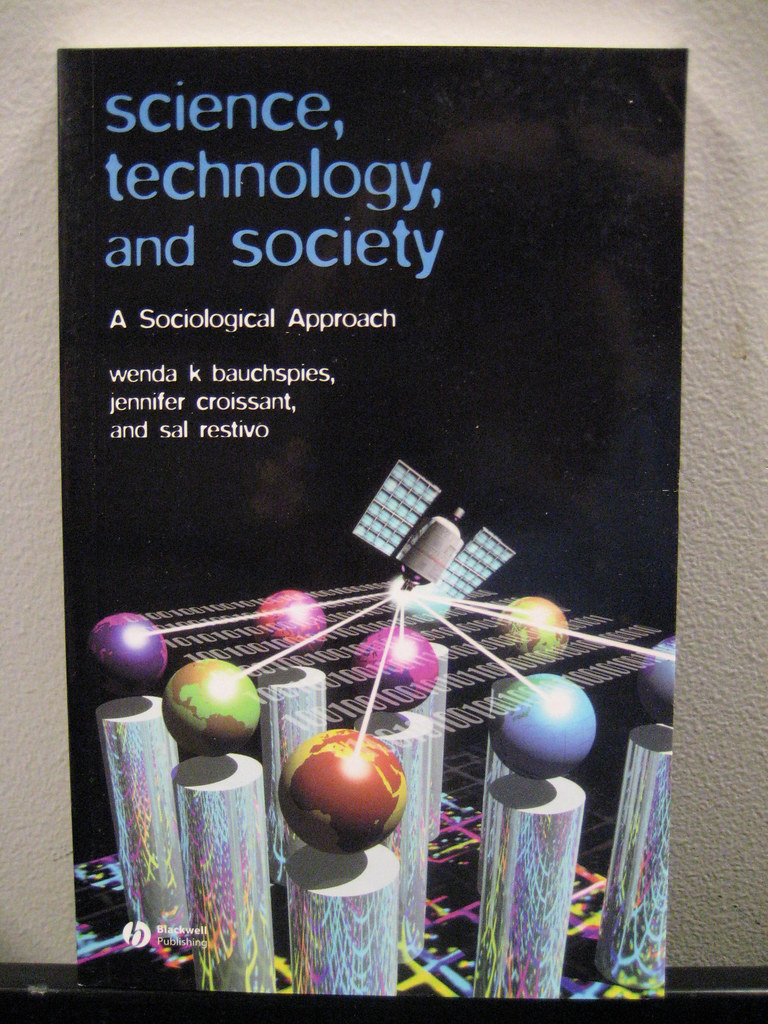 science,
technology,
and society
A Sociological Approach
wenda k bauchspies,
jennifer croissant,
and sal restivo
Blackwell
Publishing